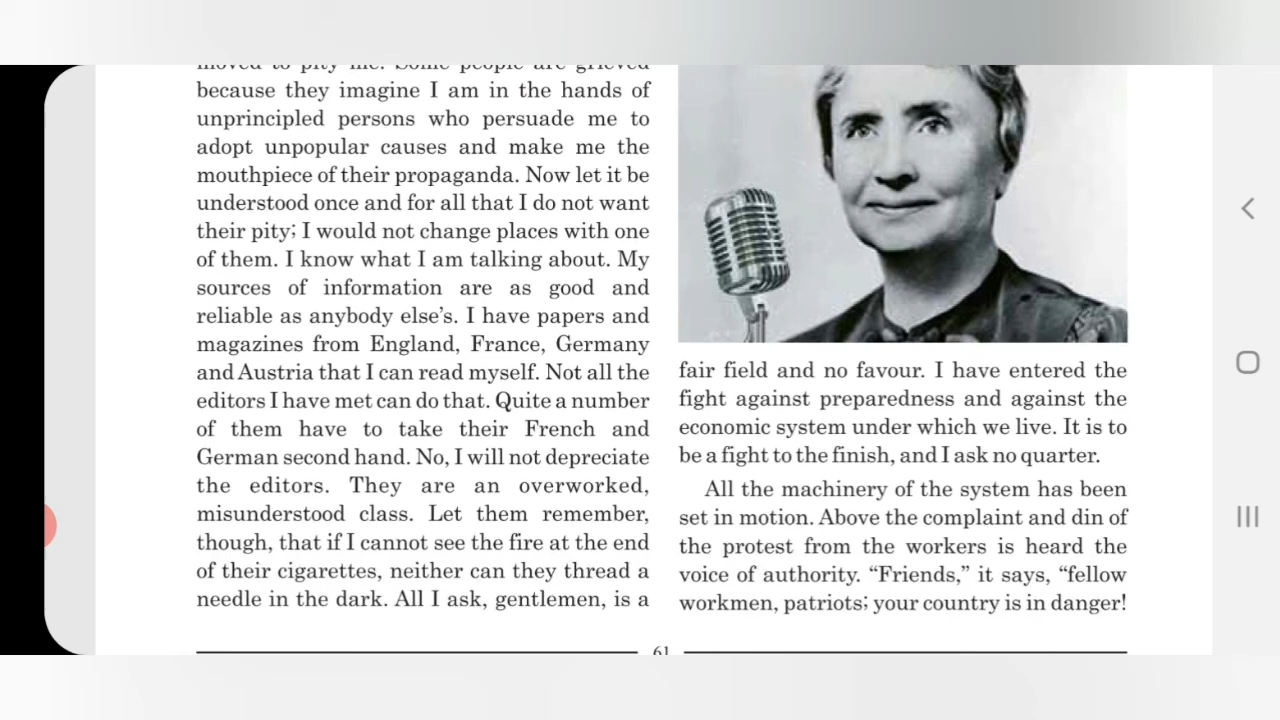 moved to pity me. Some people are grieved
because they imagine I am in the hands of
unprincipled persons who persuade me to
adopt unpopular causes and make me the
mouthpiece of their propaganda. Now let it be
understood once and for all that I do not want
their pity; I would not change places with one
of them. I know what I am talking about. My
sources of information are as good and
reliable as anybody else’s. I have papers and
magazines from England, France, Germany
and Austria that I can read myself. Not all the
editors I have met can do that. Quite a number
of them have to take their French and
German second hand. No, I will not depreciate
the editors. They are an overworked,
misunderstood class. Let them remember,
though, that if I cannot see the fire at the end
of their cigarettes, neither can they thread a
needle in the dark. All I ask, gentlemen, is a
fair field and no favour. I have entered the
fight against preparedness and against the
economic system under which we live. It is to
be a fight to the finish, and I ask no quarter.
All the machinery of the system has been
set in motion. Above the complaint and din of
the protest from the workers is heard the
voice of authority. “Friends,” it says, “fellow
workmen, patriots; your country is in danger!
61